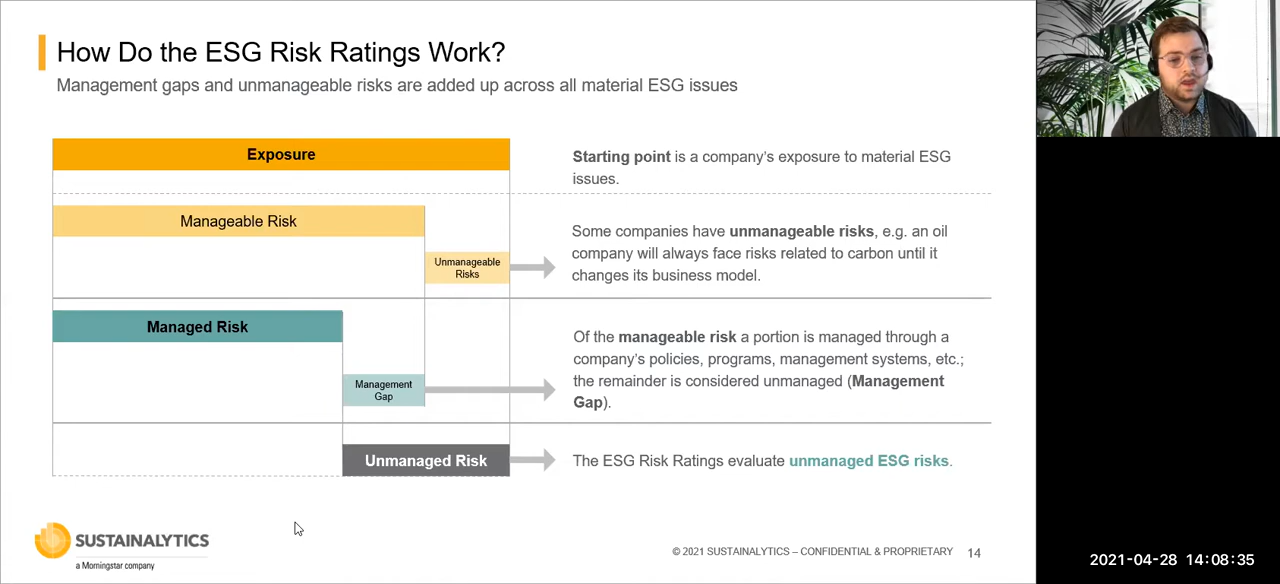 How Do the ESG Risk Ratings Work?
Management gaps and unmanageable risks are added up across all material ESG issues
Exposure
Starting point is a company's exposure to material ESG
issues.
Manageable Risk
Unmanageable
Risks
Some companies have unmanageable risks, e.g. an oil
company will always face risks related to carbon until it
changes its business model.
Managed Risk
Management
Gap
Of the manageable risk a portion is managed through a
company's policies, programs, management systems, etc.;
the remainder is considered unmanaged (Management
Gap).
Unmanaged Risk
The ESG Risk Ratings evaluate unmanaged ESG risks.
SUSTAINALYTICS
a Morningstar company
© 2021 SUSTAINALYTICS – CONFIDENTIAL & PROPRIETARY
14
2021-04-28 14:08:35